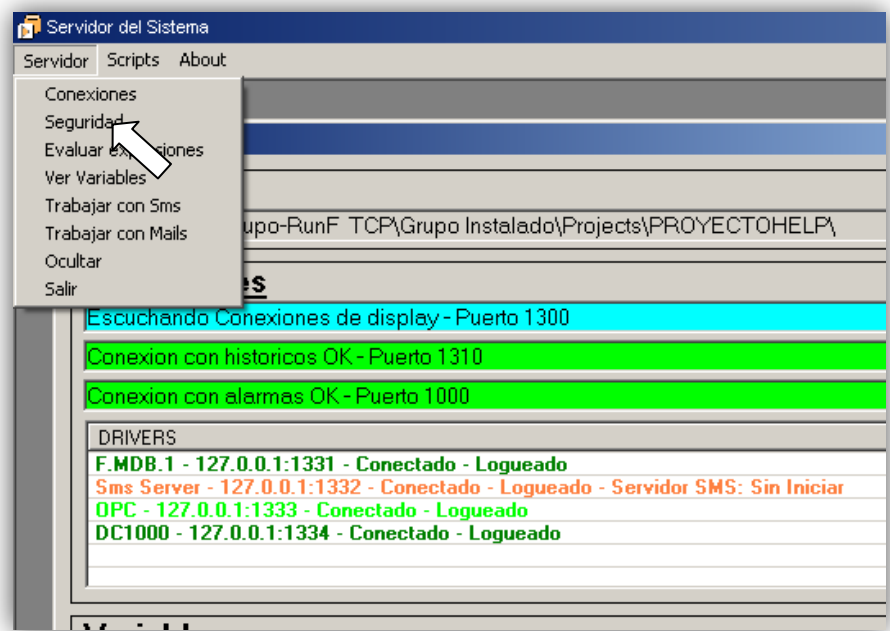 Servidor del Sistema
Servidor Scripts About
Conexiones
Seguridad
Evaluar expresiones
Ver Variables
Trabajar con Sms
Trabajar con Mails
Ocultar
Salir
upo-RunF TCP\Grupo Instalado\Projects\PROYECTOHELP\
es
Escuchando Conexiones de display - Puerto 1300
Conexion con historicos OK - Puerto 1310
Conexion con alarmas OK - Puerto 1000
DRIVERS
F.MDB.1 - 127.0.0.1:1331 - Conectado - Logueado
Sms Server - 127.0.0.1:1332 - Conectado - Logueado - Servidor SMS: Sin Iniciar
OPC - 127.0.0.1:1333 - Conectado - Logueado
DC1000 - 127.0.0.1:1334 - Conectado - Logueado